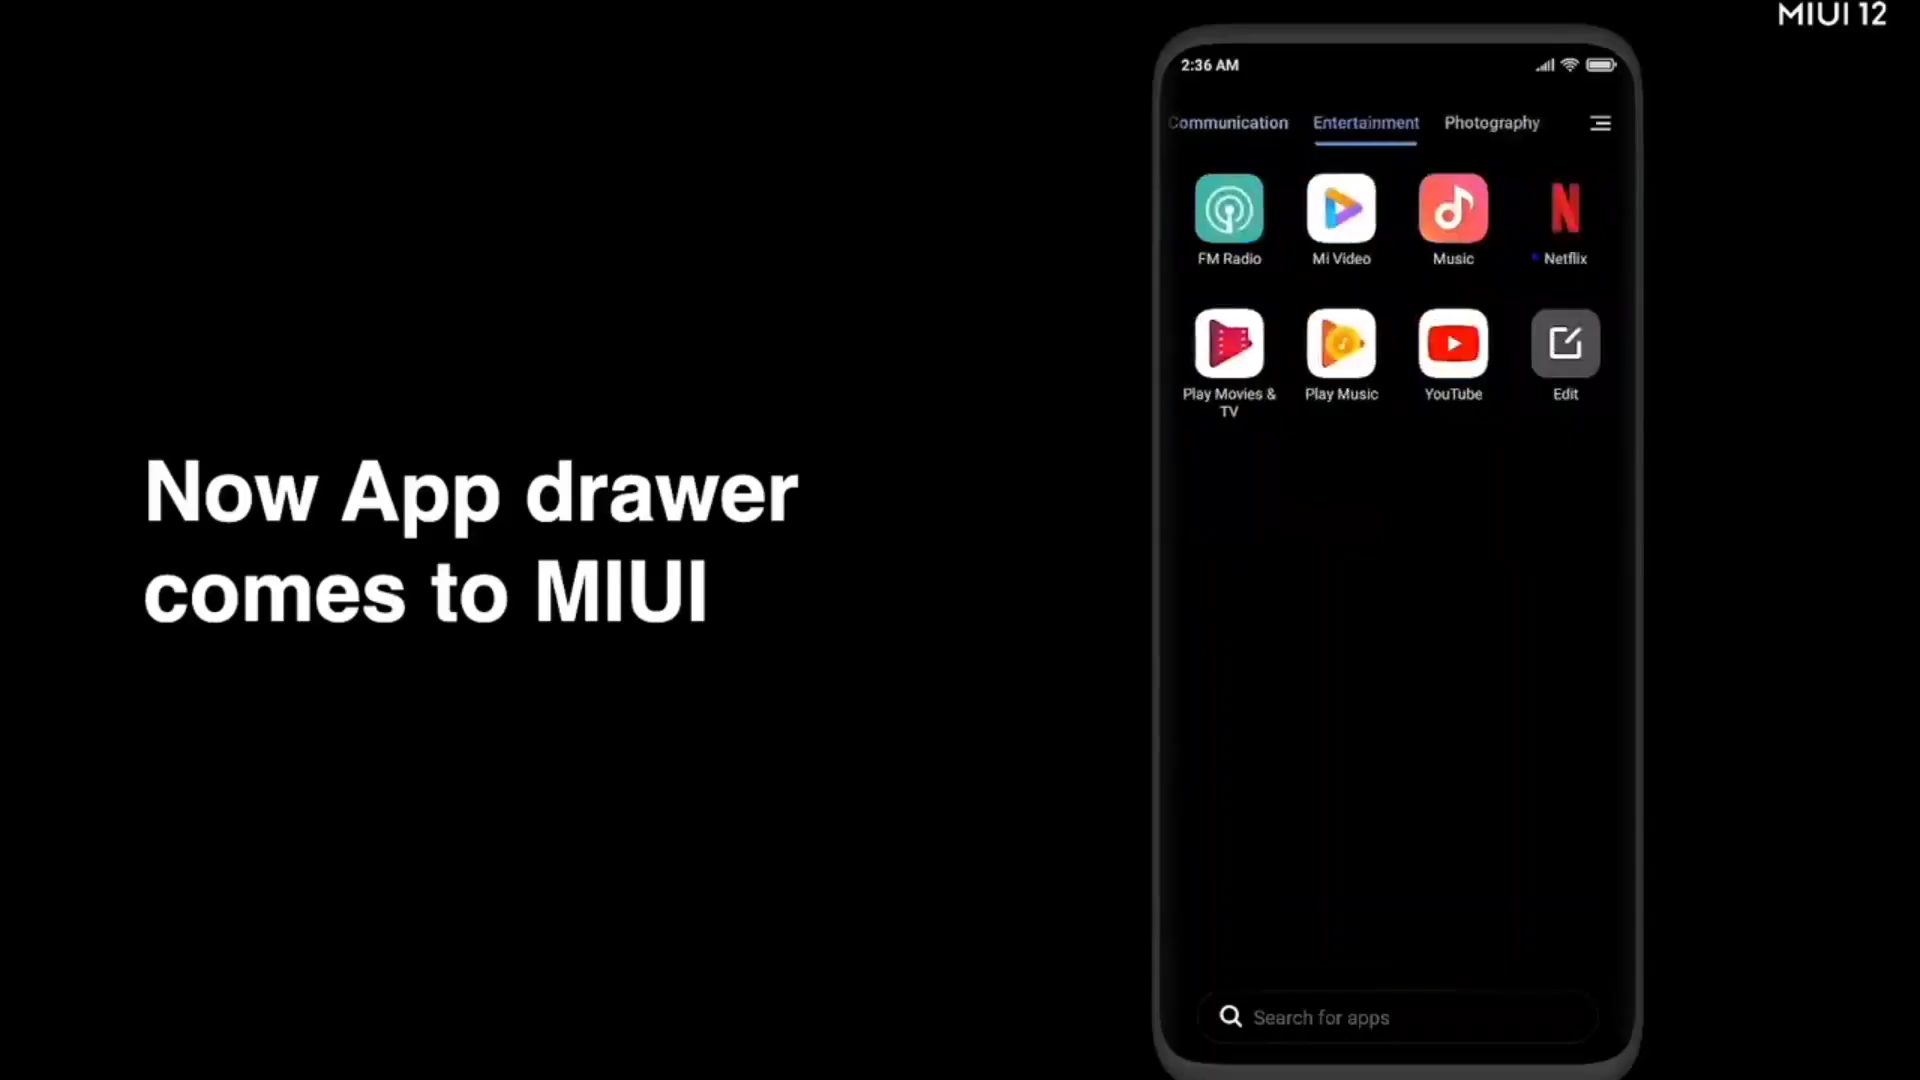 MIUI 12
Now App drawer
comes to MIUI
2:36 AM
Communication Entertainment Photography
FM Radio Mi Video Music Netflix
Play Movies & TV Play Music YouTube Edit
Search for apps